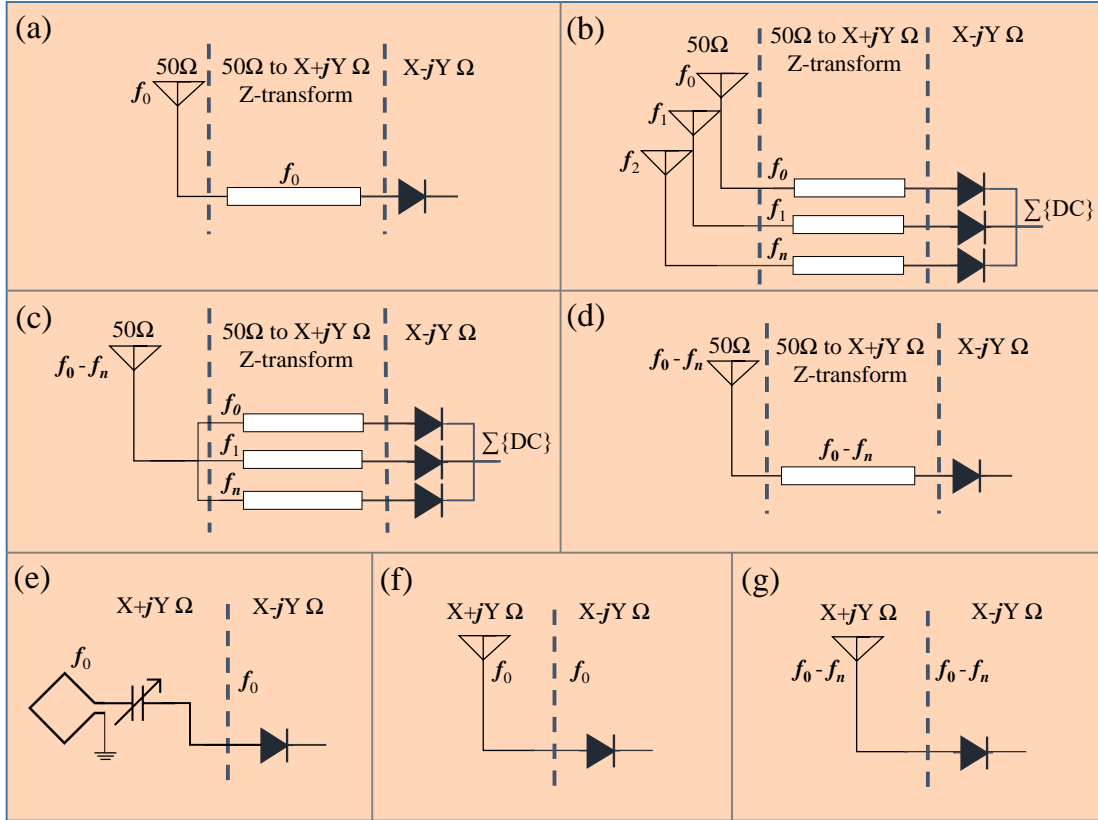 (a)
50Ω
50Ω to X+jY Ω
X-jY Ω
Z-transform
f0
f0
(b)
50Ω
50Ω to X+jY Ω
X-jY Ω
Z-transform
f0
f1
f2
f0
f1
fn
∑{DC}
(c)
50Ω
50Ω to X+jY Ω
X-jY Ω
Z-transform
f0 - fn
f0
f1
fn
∑{DC}
(d)
50Ω
50Ω to X+jY Ω
X-jY Ω
Z-transform
f0 - fn
f0 - fn
(e)
X+jY Ω
X-jY Ω
f0
f0
(f)
X+jY Ω
X-jY Ω
f0
f0
(g)
X+jY Ω
X-jY Ω
f0 - fn
f0 - fn